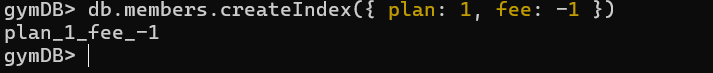 gymDB> db.members.createIndex({ plan: 1, fee: -1 })
plan_1_fee_-1
gymDB>